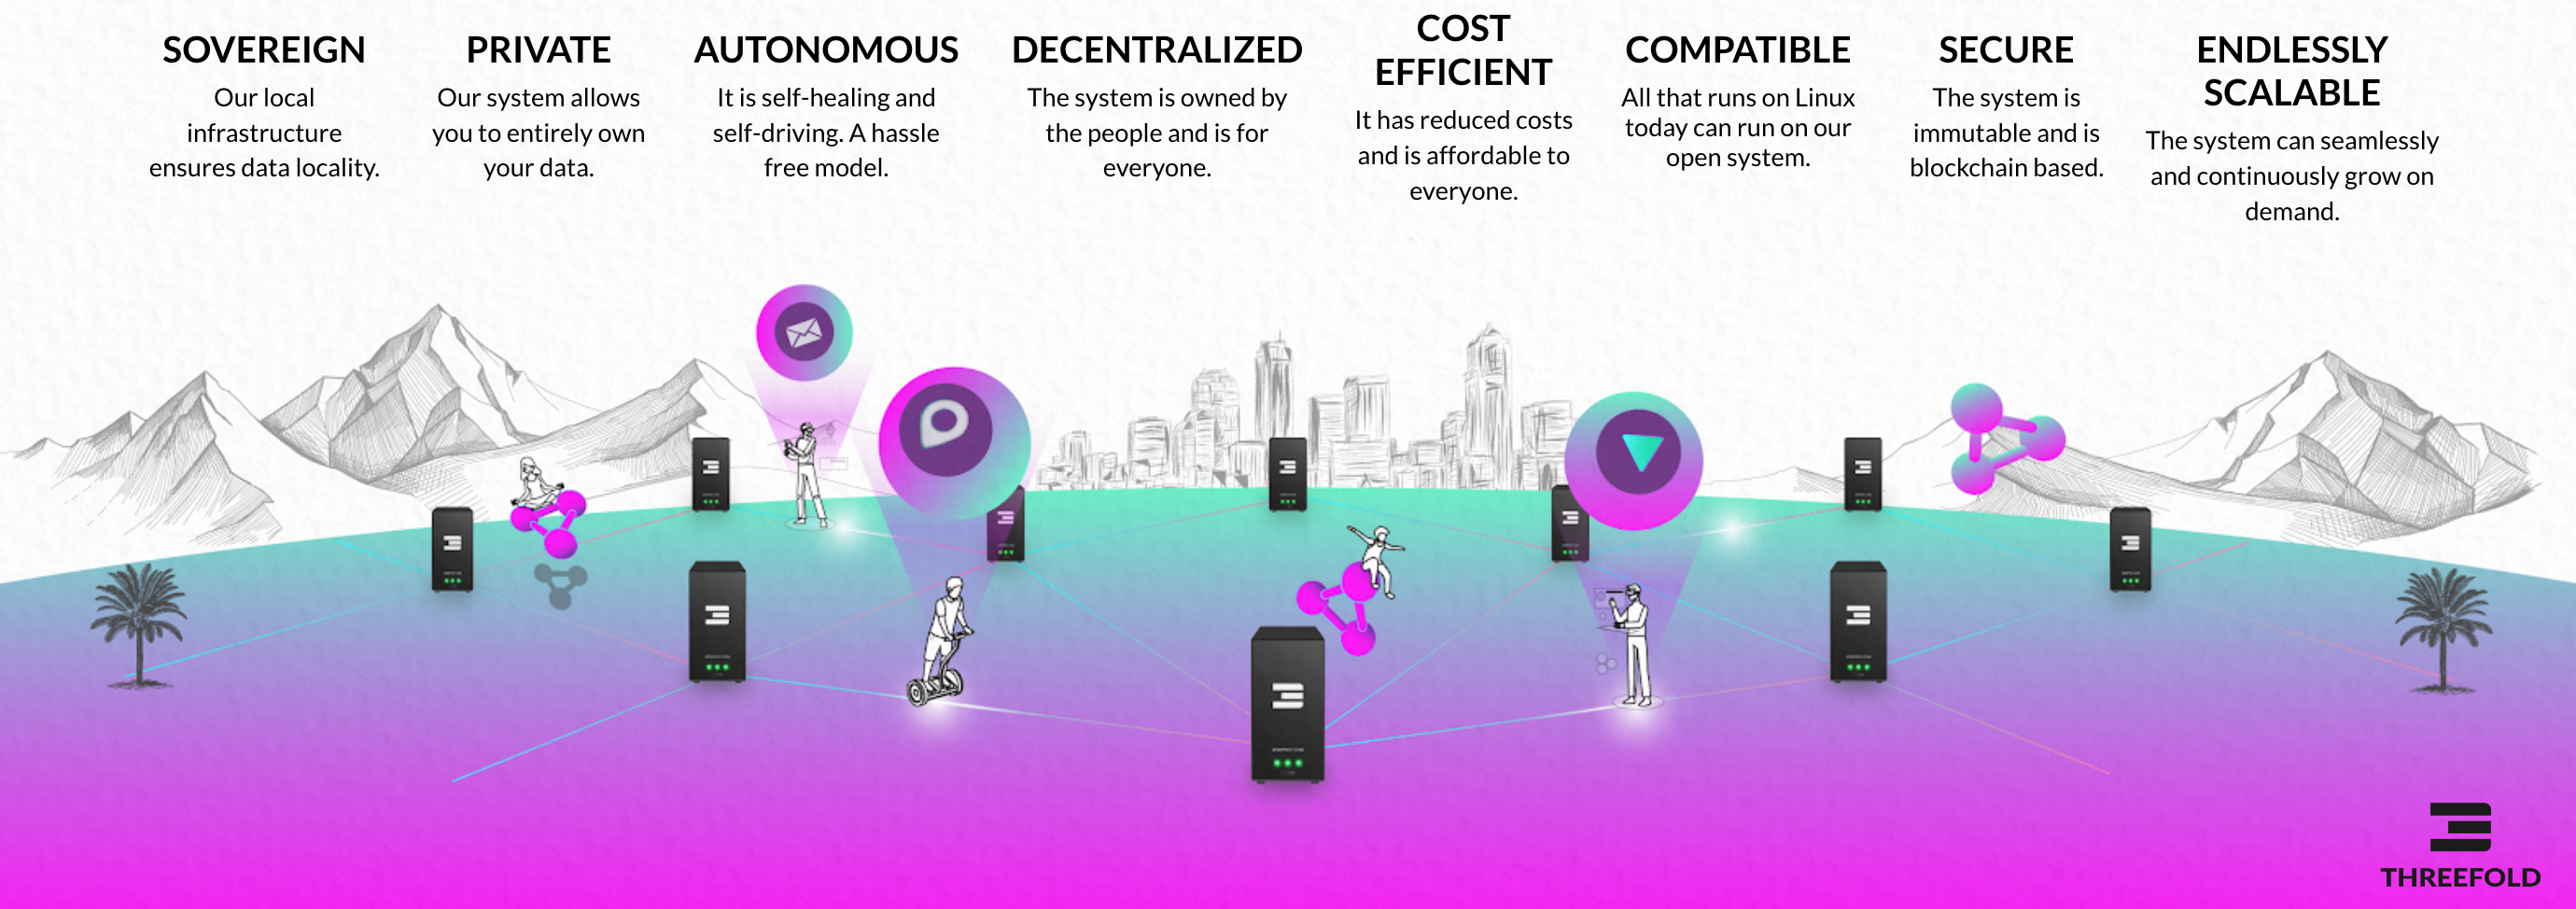 SOVEREIGN
Our local
infrastructure
ensures data locality.
PRIVATE
Our system allows
you to entirely own
your data.
AUTONOMOUS
It is self-healing and
self-driving. A hassle
free model.
DECENTRALIZED
The system is owned by
the people and is for
everyone.
COST
EFFICIENT
It has reduced costs
and is affordable to
everyone.
COMPATIBLE
All that runs on Linux
today can run on our
open system.
SECURE
The system is
immutable and is
blockchain based.
ENDLESSLY
SCALABLE
The system can seamlessly
and continuously grow on
demand.
THREEFOLD